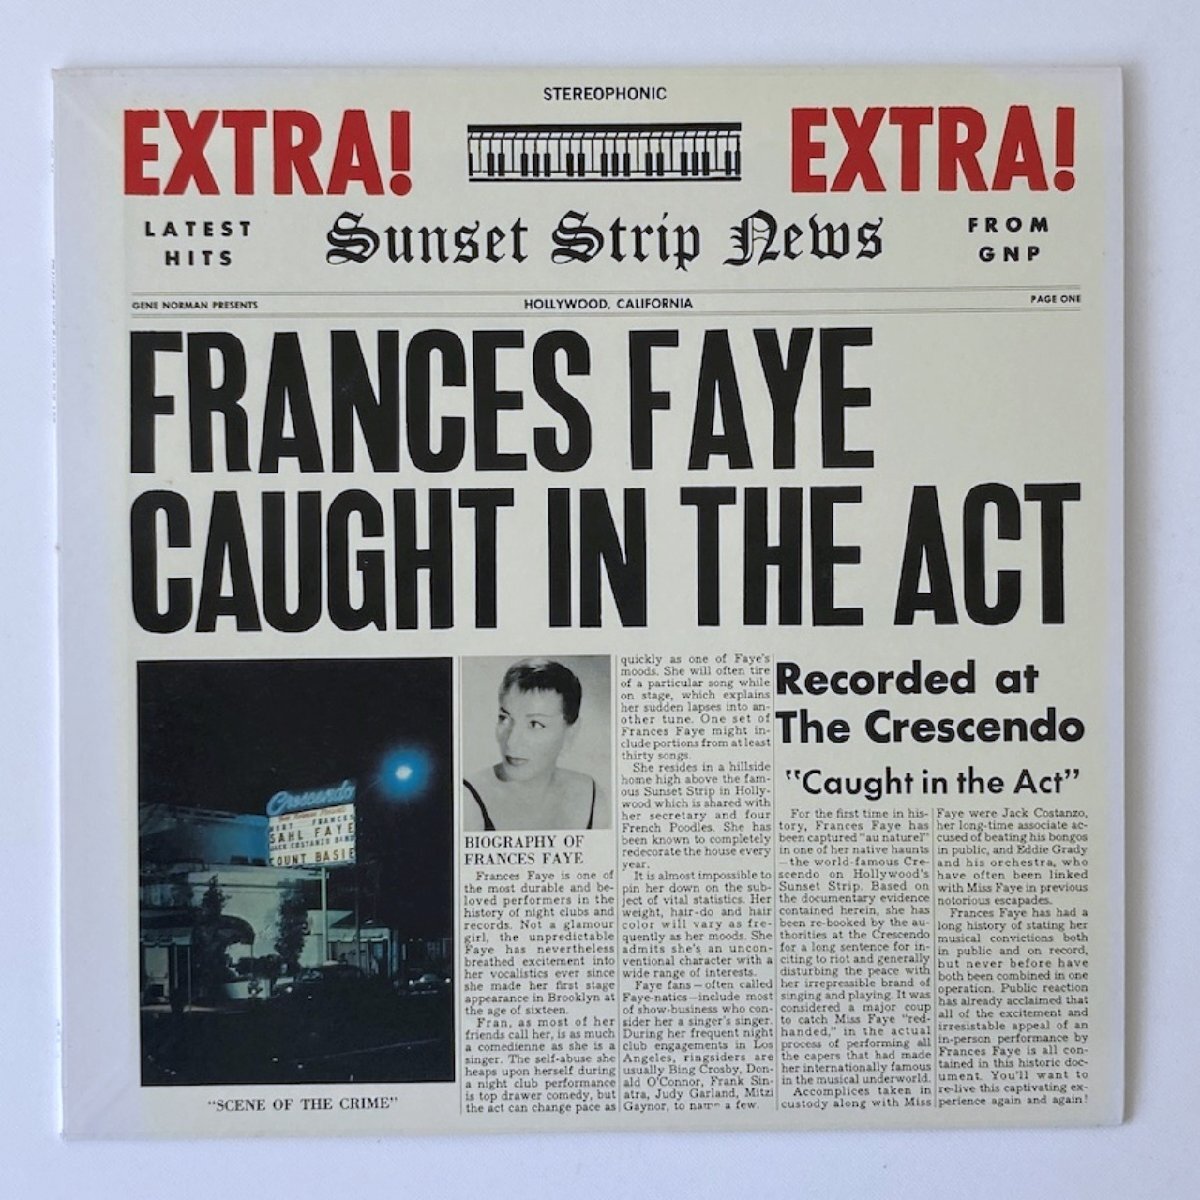 STEREOPHONIC
EXTRA!
EXTRA!
LATEST
HITS
Sunset Strip News
FROM
GNP
GENE NORMAN PRESENTS
HOLLYWOOD, CALIFORNIA
PAGE ONE
FRANCES FAYE
CAUGHT IN THE ACT
Crescendo
MORT FRANCES
SAHL FAYE
JACK COSTANZO BAND
COUNT BASIE
"SCENE OF THE CRIME"
BIOGRAPHY OF
FRANCES FAYE
Frances Faye is one of
the most durable and be-
loved performers in the
history of night clubs and
records. Not a glamour
girl, the unpredictable
Faye has nevertheless
breathed excitement into
her vocalistics ever since
she made her first stage
appearance in Brooklyn at
the age of sixteen.
Fran, as most of her
friends call her, is as much
a comedienne as she is a
singer. The self-abuse she
heaps upon herself during
a night club performance
is top drawer comedy, but
the act can change pace as
quickly as one of Faye's
moods. She will often tire
of a particular song while
on stage, which explains
her sudden lapses into an-
other tune. One set of
Frances Faye might in-
clude portions from at least
thirty songs.
She resides in a hillside
home high above the fam-
ous Sunset Strip in Holly-
wood which is shared with
her secretary and four
French Poodles. She has
been known to completely
redecorate the house every
year.
It is almost impossible to
pin her down on the sub-
ject of vital statistics. Her
weight, hair-do and hair
color will vary as fre-
quently as her moods. She
admits she's an uncon-
ventional character with a
wide range of interests.
Faye fans — often called
Faye-natics — include most
of show-business who con-
sider her a singer's singer.
During her frequent night
club engagements in Los
Angeles, ringsiders are
usually Bing Crosby, Don-
ald O'Connor, Frank Sin-
atra, Judy Garland, Mitzi
Gaynor, to name a few.
Recorded at
The Crescendo
"Caught in the Act"
For the first time in his-
tory, Frances Faye has
been captured "au naturel"
in one of her native haunts
— the world-famous Cre-
scendo on Hollywood's
Sunset Strip. Based on
the documentary evidence
contained herein, she has
been re-booked by the au-
thorities at the Crescendo
for a long sentence for in-
citing to riot and generally
disturbing the peace with
her irrepressible brand of
singing and playing. It was
considered a major coup
to catch Miss Faye "red-
handed," in the actual
process of performing all
the capers that had made
her internationally famous
in the musical underworld.
Accomplices taken in
custody along with Miss
Faye were Jack Costanzo,
her long-time associate ac-
cused of beating his bongos
in public, and Eddie Grady
and his orchestra, who
have often been linked
with Miss Faye in previous
notorious escapades.
Frances Faye has had a
long history of stating her
musical convictions both
in public and on record,
but never before have
both been combined in one
operation. Public reaction
has already acclaimed that
all of the excitement and
irresistable appeal of an
in-person performance by
Frances Faye is all con-
tained in this historic doc-
ument. You'll want to
re-live this captivating ex-
perience again and again!